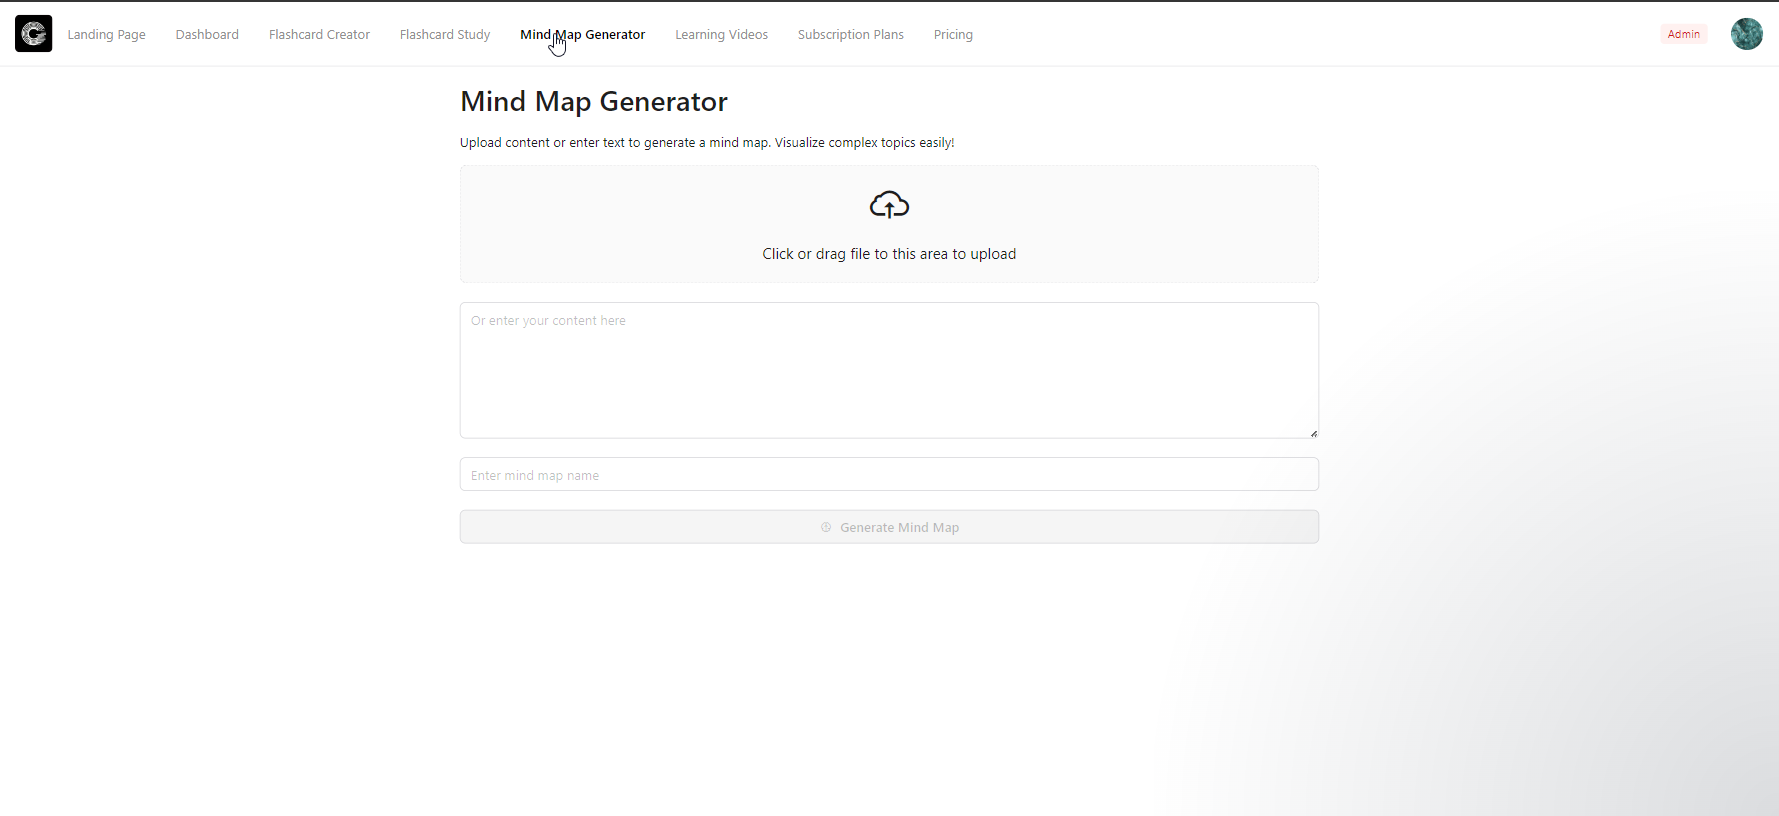 Landing Page Dashboard Flashcard Creator Flashcard Study Mind Map Generator Learning Videos Subscription Plans Pricing Admin
Mind Map Generator
Upload content or enter text to generate a mind map. Visualize complex topics easily!
Click or drag file to this area to upload
Or enter your content here
Enter mind map name
Generate Mind Map